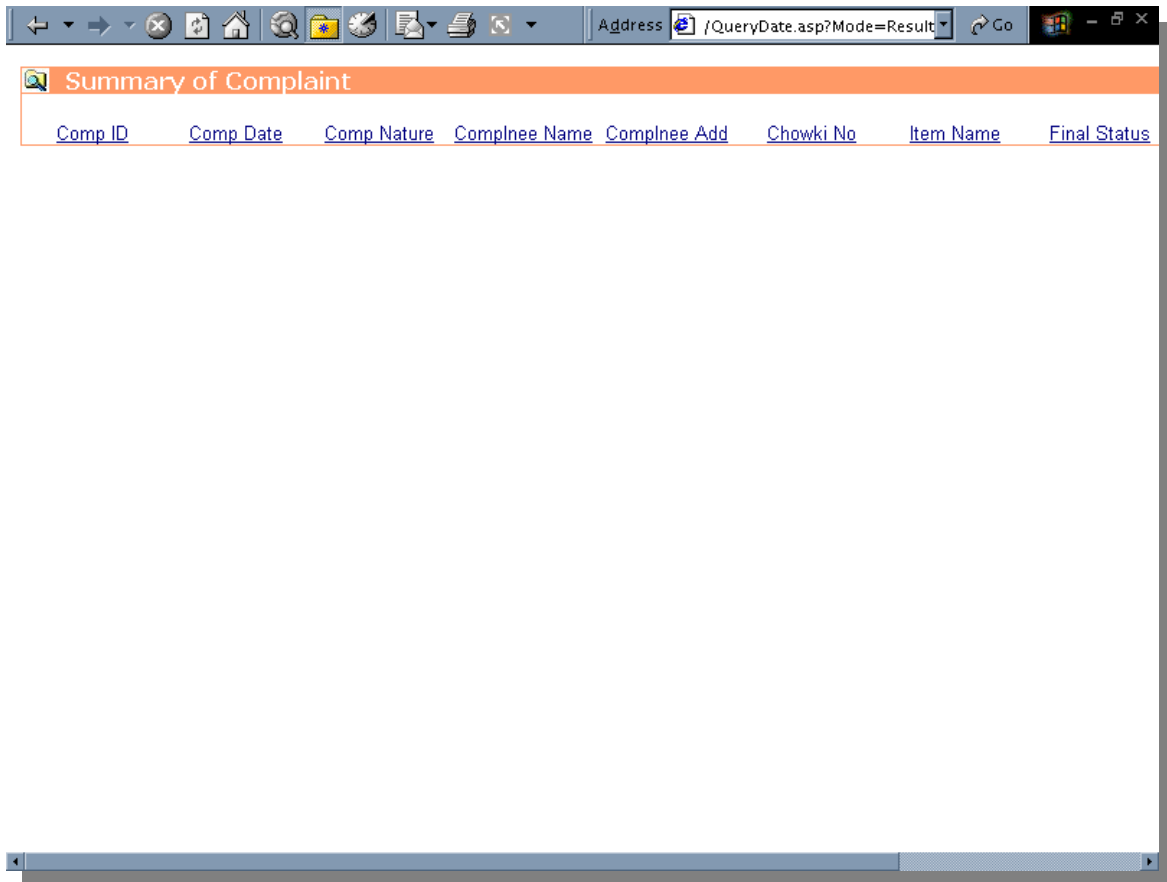 Address /QueryDate.asp?Mode=Result Go
Summary of Complaint
Comp ID Comp Date Comp Nature Complnee Name Complnee Add Chowki No Item Name Final Status